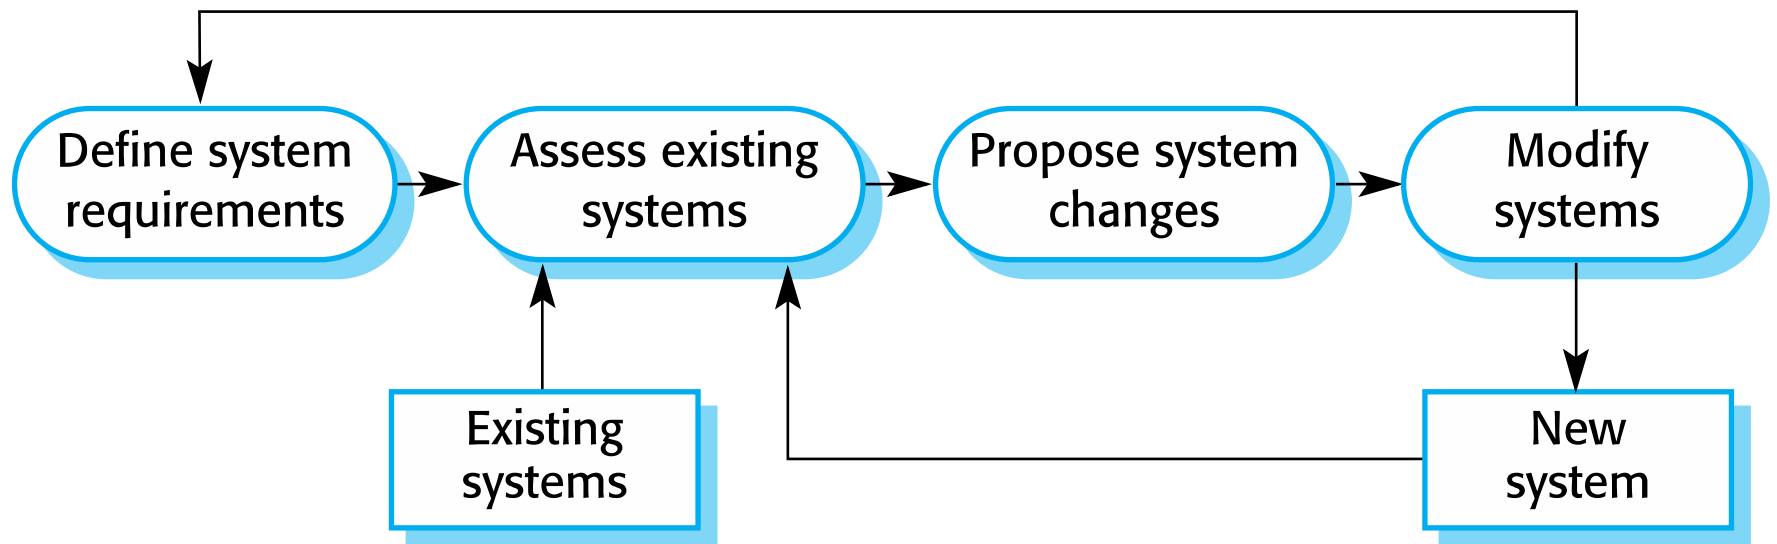 Define system
requirements
Assess existing
systems
Propose system
changes
Modify
systems
Existing
systems
New
system